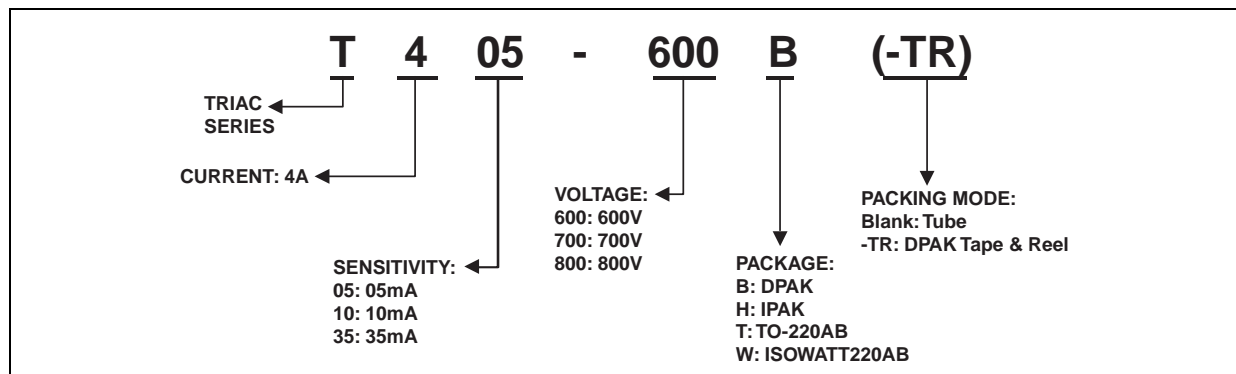 T 4 05 - 600 B (-TR)
TRIAC
SERIES
CURRENT: 4A
SENSITIVITY:
05: 05mA
10: 10mA
35: 35mA
VOLTAGE:
600: 600V
700: 700V
800: 800V
PACKAGE:
B: DPAK
H: IPAK
T: TO-220AB
W: ISOWATT220AB
PACKING MODE:
Blank: Tube
-TR: DPAK Tape & Reel